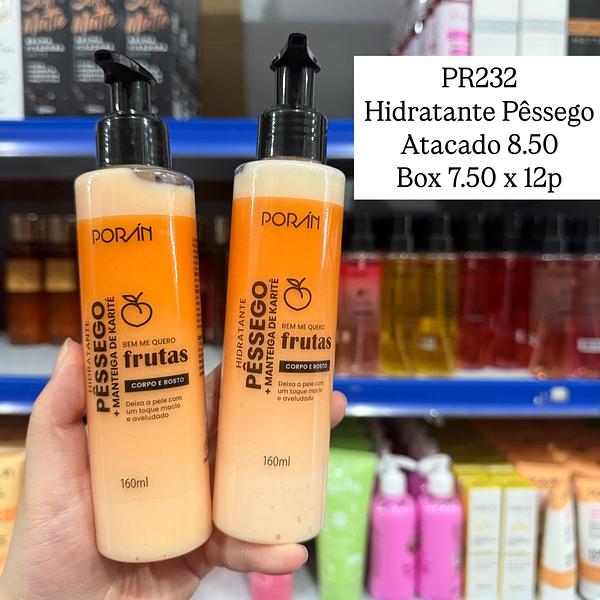 PR232
Hidratante Pêssego
Atacado 8.50
Box 7.50 x 12p
PORÁN
HIDRATANTE
PÊSSEGO
+ MANTEIGA DE KARITÉ
BEM ME QUERO
frutas
CORPO E ROSTO
Deixa a pele com
um toque macio
e aveludado
160ml
PORÁN
HIDRATANTE
PÊSSEGO
+ MANTEIGA DE KARITÉ
BEM ME QUERO
frutas
CORPO E ROSTO
Deixa a pele com
um toque macio
e aveludado
160ml